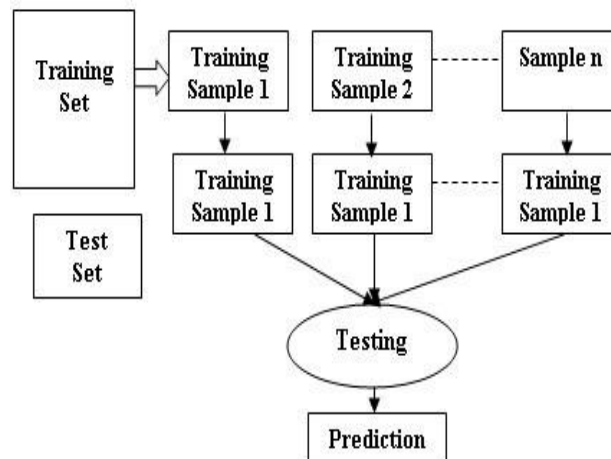 Training
Set
Training
Sample 1
Training
Sample 2
Sample n
Training
Sample 1
Training
Sample 1
Training
Sample 1
Test
Set
Testing
Prediction